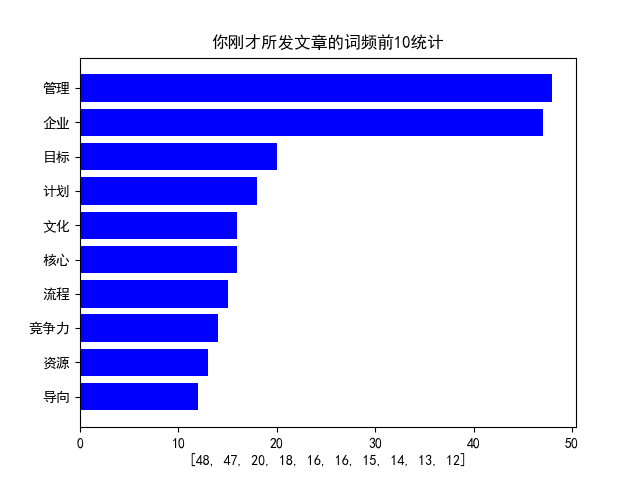 你刚才所发文章的词频前10统计
管理
企业
目标
计划
文化
核心
流程
竞争力
资源
导向
0 10 20 30 40 50
[48, 47, 20, 18, 16, 16, 15, 14, 13, 12]